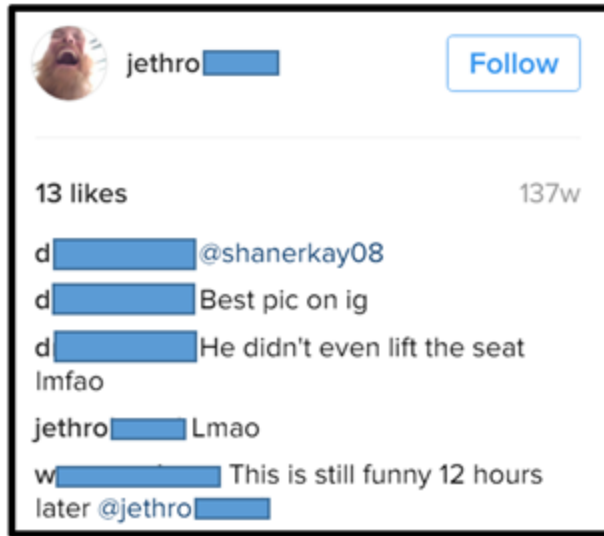 jethro
Follow
13 likes
137w
d @shanerkay08
d Best pic on ig
d He didn't even lift the seat
lmfao
jethro Lmao
w This is still funny 12 hours
later @jethro